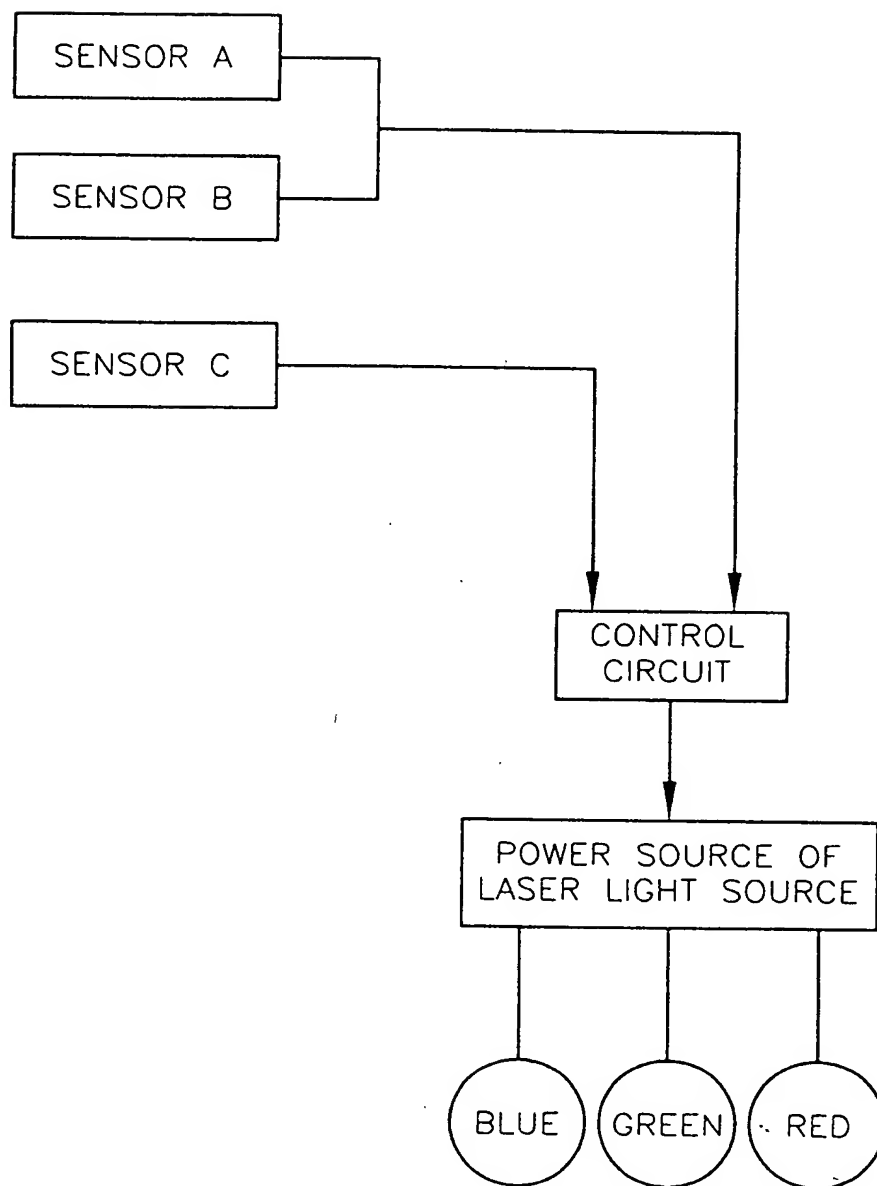 SENSOR A
SENSOR B
SENSOR C
CONTROL
CIRCUIT
POWER SOURCE OF
LASER LIGHT SOURCE
BLUE
GREEN
RED